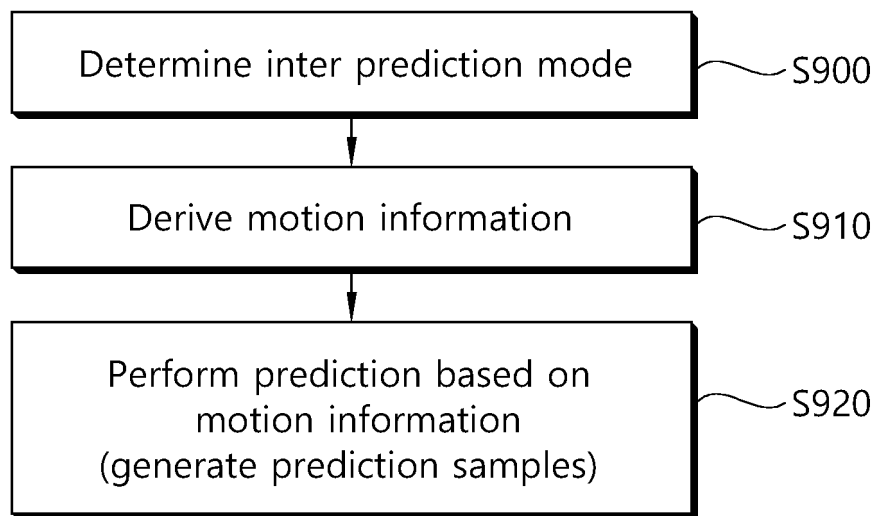 Determine inter prediction mode
S900
Derive motion information
S910
Perform prediction based on
motion information
(generate prediction samples)
S920